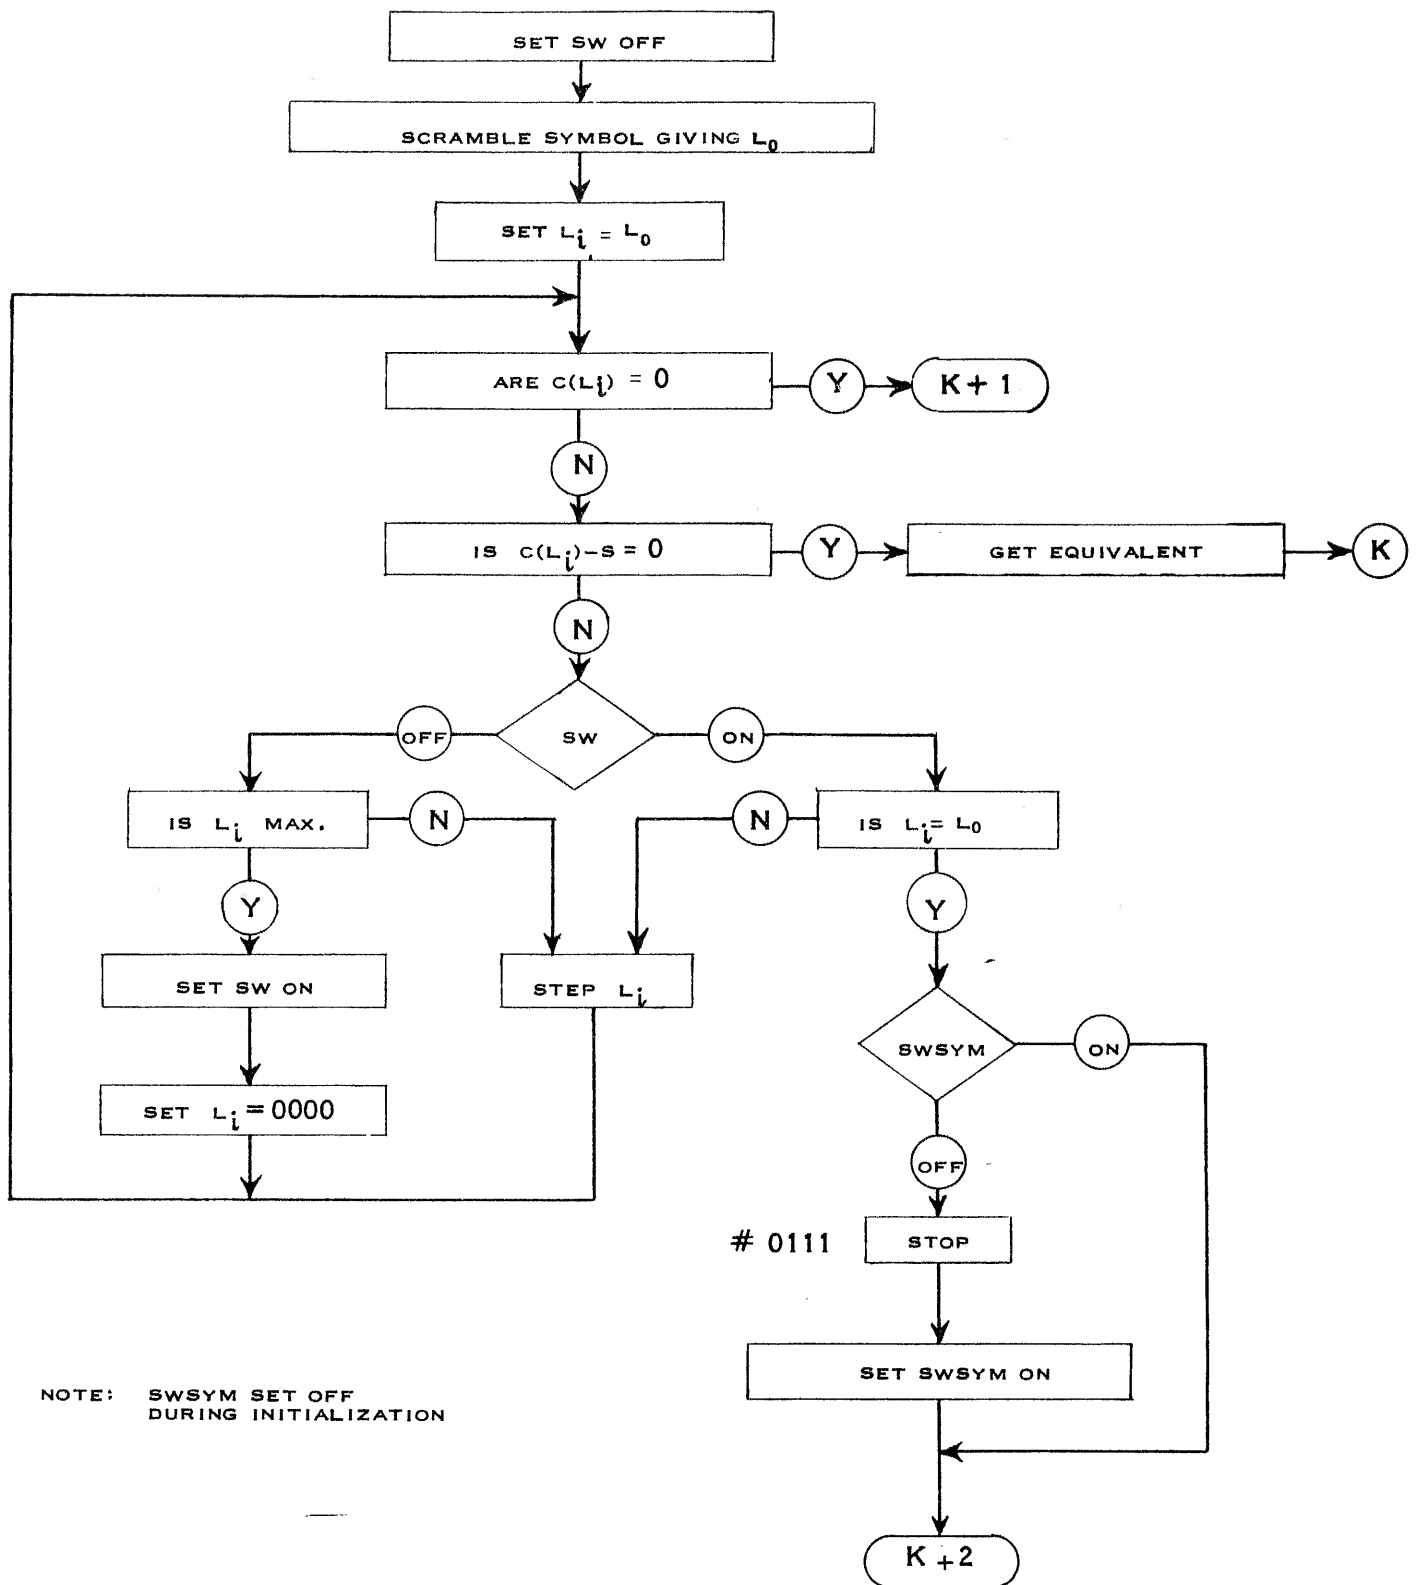 SET SW OFF
SCRAMBLE SYMBOL GIVING L0
SET Li = L0
ARE C(Li) = 0
Y
K+1
N
IS C(Li)-S=0
Y
GET EQUIVALENT
K
N
OFF
SW
ON
IS Li MAX.
N
N
IS Li=L0
Y
Y
SET SW ON
STEP Li
SWSYM
ON
SET Li=0000
OFF
# 0111
STOP
SET SWSYM ON
NOTE: SWSYM SET OFF
DURING INITIALIZATION
K+2